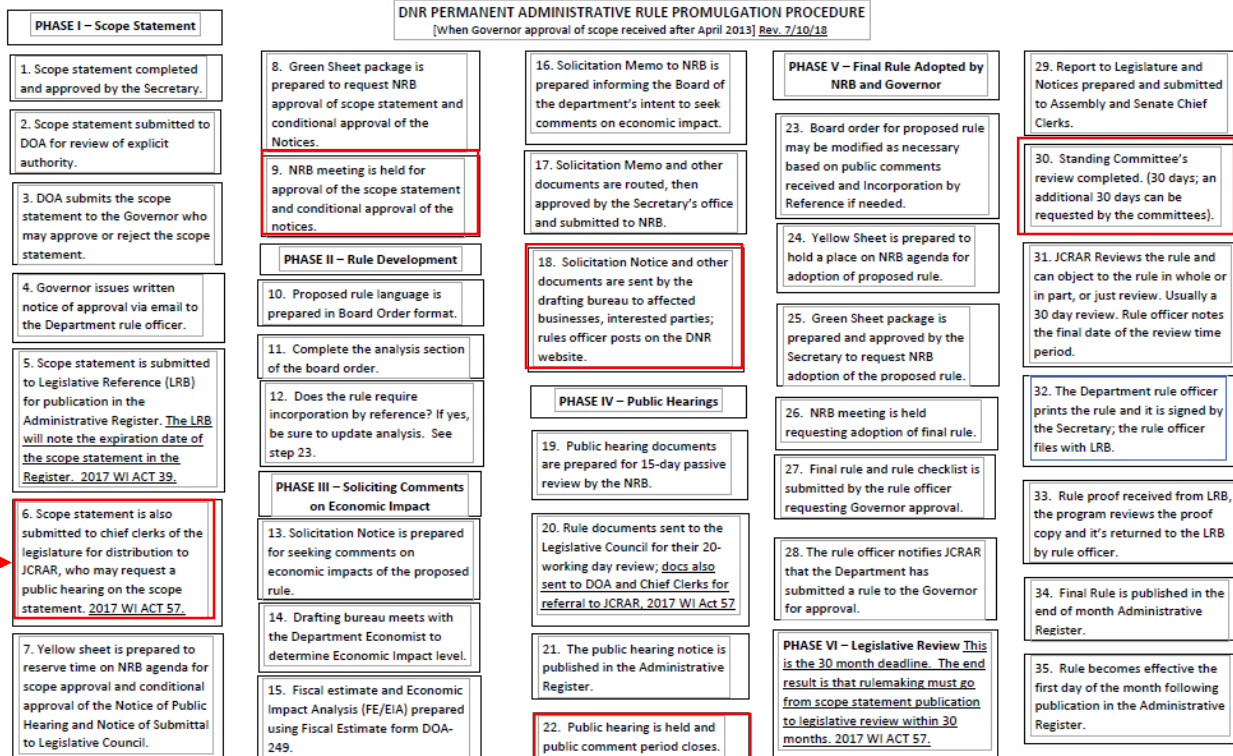 DNR PERMANENT ADMINISTRATIVE RULE PROMULGATION PROCEDURE
[When Governor approval of scope received after April 2013] Rev. 7/10/18
PHASE I – Scope Statement
1. Scope statement completed
and approved by the Secretary.
2. Scope statement submitted to
DOA for review of explicit
authority.
3. DOA submits the scope
statement to the Governor who
may approve or reject the scope
statement.
4. Governor issues written
notice of approval via email to
the Department rule officer.
5. Scope statement is submitted
to Legislative Reference (LRB)
for publication in the
Administrative Register. The LRB
will note the expiration date of
the scope statement in the
Register. 2017 WI ACT 39.
6. Scope statement is also
submitted to chief clerks of the
legislature for distribution to
JCRAR, who may request a
public hearing on the scope
statement. 2017 WI ACT 57.
7. Yellow sheet is prepared to
reserve time on NRB agenda for
scope approval and conditional
approval of the Notice of Public
Hearing and Notice of Submittal
to Legislative Council.
8. Green Sheet package is
prepared to request NRB
approval of scope statement and
conditional approval of the
Notices.
9. NRB meeting is held for
approval of the scope statement
and conditional approval of the
notices.
PHASE II – Rule Development
10. Proposed rule language is
prepared in Board Order format.
11. Complete the analysis section
of the board order.
12. Does the rule require
incorporation by reference? If yes,
be sure to update analysis. See
step 23.
PHASE III – Soliciting Comments
on Economic Impact
13. Solicitation Notice is prepared
for seeking comments on
economic impacts of the proposed
rule.
14. Drafting bureau meets with
the Department Economist to
determine Economic Impact level.
15. Fiscal estimate and Economic
Impact Analysis (FE/EIA) prepared
using Fiscal Estimate form DOA-
249.
16. Solicitation Memo to NRB is
prepared informing the Board of
the department's intent to seek
comments on economic impact.
17. Solicitation Memo and other
documents are routed, then
approved by the Secretary's office
and submitted to NRB.
18. Solicitation Notice and other
documents are sent by the
drafting bureau to affected
businesses, interested parties;
rules officer posts on the DNR
website.
PHASE IV – Public Hearings
19. Public hearing documents
are prepared for 15-day passive
review by the NRB.
20. Rule documents sent to the
Legislative Council for their 20-
working day review; docs also
sent to DOA and Chief Clerks for
referral to JCRAR, 2017 WI Act 57
21. The public hearing notice is
published in the Administrative
Register.
22. Public hearing is held and
public comment period closes.
PHASE V – Final Rule Adopted by
NRB and Governor
23. Board order for proposed rule
may be modified as necessary
based on public comments
received and Incorporation by
Reference if needed.
24. Yellow Sheet is prepared to
hold a place on NRB agenda for
adoption of proposed rule.
25. Green Sheet package is
prepared and approved by the
Secretary to request NRB
adoption of the proposed rule.
26. NRB meeting is held
requesting adoption of final rule.
27. Final rule and rule checklist is
submitted by the rule officer
requesting Governor approval.
28. The rule officer notifies JCRAR
that the Department has
submitted a rule to the Governor
for approval.
PHASE VI – Legislative Review This
is the 30 month deadline. The end
result is that rulemaking must go
from scope statement publication
to legislative review within 30
months. 2017 WI ACT 57.
29. Report to Legislature and
Notices prepared and submitted
to Assembly and Senate Chief
Clerks.
30. Standing Committee's
review completed. (30 days; an
additional 30 days can be
requested by the committees).
31. JCRAR Reviews the rule and
can object to the rule in whole or
in part, or just review. Usually a
30 day review. Rule officer notes
the final date of the review time
period.
32. The Department rule officer
prints the rule and it is signed by
the Secretary; the rule officer
files with LRB.
33. Rule proof received from LRB,
the program reviews the proof
copy and it's returned to the LRB
by rule officer.
34. Final Rule is published in the
end of month Administrative
Register.
35. Rule becomes effective the
first day of the month following
publication in the Administrative
Register.